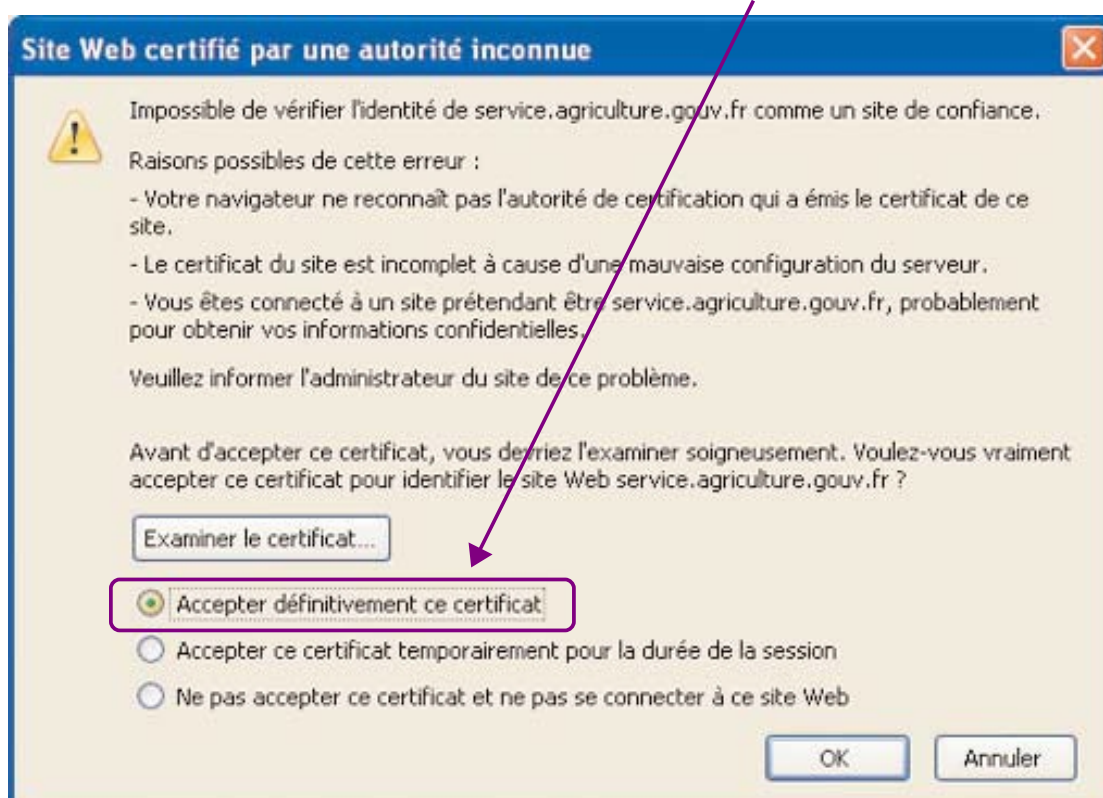 Site Web certifié par une autorité inconnue
Impossible de vérifier l'identité de service.agriculture.gouv.fr comme un site de confiance.
Raisons possibles de cette erreur :
- Votre navigateur ne reconnaît pas l'autorité de certification qui a émis le certificat de ce
site.
- Le certificat du site est incomplet à cause d'une mauvaise configuration du serveur.
- Vous êtes connecté à un site prétendant être service.agriculture.gouv.fr, probablement
pour obtenir vos informations confidentielles.
Veuillez informer l'administrateur du site de ce problème.
Avant d'accepter ce certificat, vous devriez l'examiner soigneusement. Voulez-vous vraiment
accepter ce certificat pour identifier le site Web service.agriculture.gouv.fr ?
Examiner le certificat...
Accepter définitivement ce certificat
Accepter ce certificat temporairement pour la durée de la session
Ne pas accepter ce certificat et ne pas se connecter à ce site Web
OK Annuler